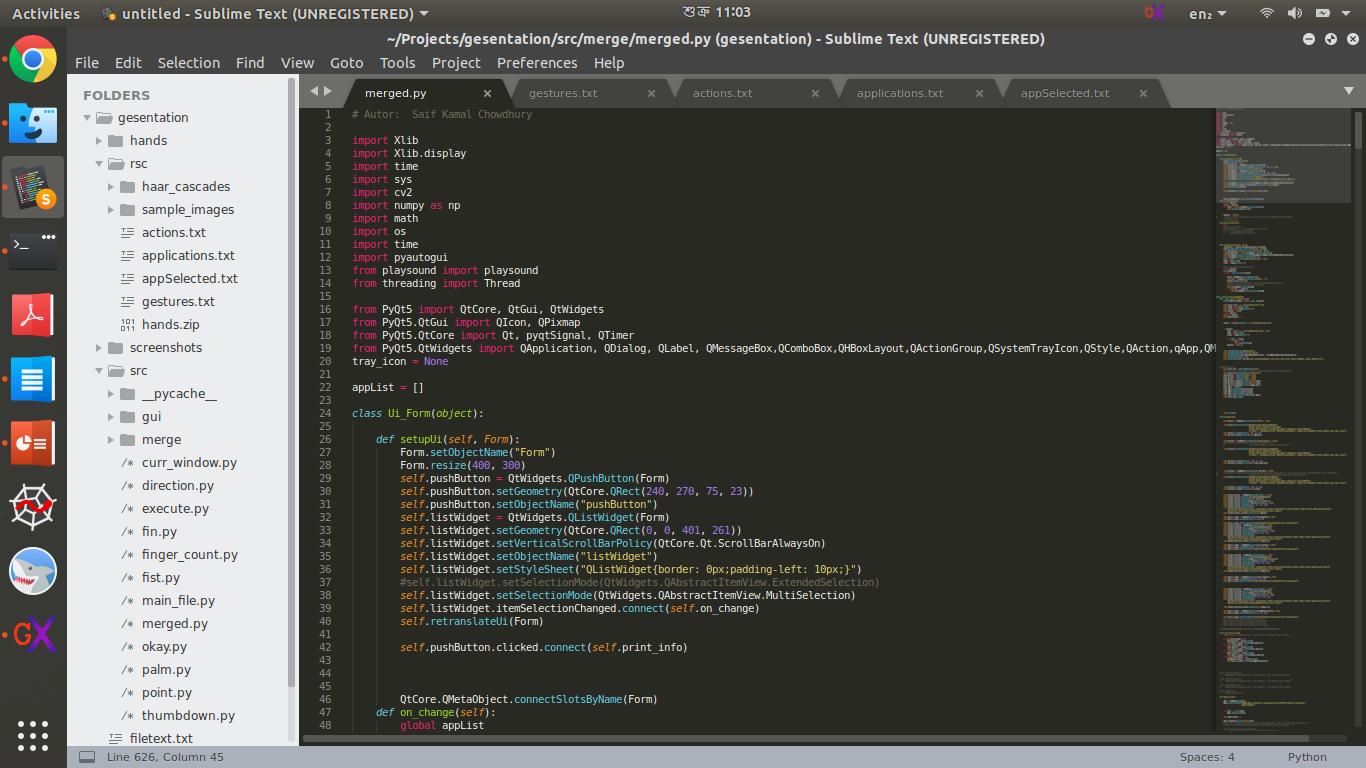 Activities
untitled - Sublime Text (UNREGISTERED)
শুক্র 11:03
en₂
~/Projects/gesentation/src/merge/merged.py (gesentation) - Sublime Text (UNREGISTERED)
File Edit Selection Find View Goto Tools Project Preferences Help
FOLDERS
gesentation
hands
rsc
haar_cascades
sample_images
actions.txt
applications.txt
appSelected.txt
gestures.txt
hands.zip
screenshots
src
__pycache__
gui
merge
curr_window.py
direction.py
execute.py
fin.py
finger_count.py
fist.py
main_file.py
merged.py
okay.py
palm.py
point.py
thumbdown.py
filetext.txt
merged.py × gestures.txt × actions.txt × applications.txt × appSelected.txt ×
1 # Autor:  Saif Kamal Chowdhury
2
3 import Xlib
4 import Xlib.display
5 import time
6 import sys
7 import cv2
8 import numpy as np
9 import math
10 import os
11 import time
12 import pyautogui
13 from playsound import playsound
14 from threading import Thread
15
16 from PyQt5 import QtCore, QtGui, QtWidgets
17 from PyQt5.QtGui import QIcon, QPixmap
18 from PyQt5.QtCore import Qt, pyqtSignal, QTimer
19 from PyQt5.QtWidgets import QApplication, QDialog, QLabel, QMessageBox,QComboBox,QHBoxLayout,QActionGroup,QSystemTrayIcon,QStyle,QAction,qApp,QM
20 tray_icon = None
21
22 appList = []
23
24 class Ui_Form(object):
25
26     def setupUi(self, Form):
27         Form.setObjectName("Form")
28         Form.resize(400, 300)
29         self.pushButton = QtWidgets.QPushButton(Form)
30         self.pushButton.setGeometry(QtCore.QRect(240, 270, 75, 23))
31         self.pushButton.setObjectName("pushButton")
32         self.listWidget = QtWidgets.QListWidget(Form)
33         self.listWidget.setGeometry(QtCore.QRect(0, 0, 401, 261))
34         self.listWidget.setVerticalScrollBarPolicy(QtCore.Qt.ScrollBarAlwaysOn)
35         self.listWidget.setObjectName("listWidget")
36         self.listWidget.setStyleSheet("QListWidget{border: 0px;padding-left: 10px;}")
37         #self.listWidget.setSelectionMode(QtWidgets.QAbstractItemView.ExtendedSelection)
38         self.listWidget.setSelectionMode(QtWidgets.QAbstractItemView.MultiSelection)
39         self.listWidget.itemSelectionChanged.connect(self.on_change)
40         self.retranslateUi(Form)
41
42         self.pushButton.clicked.connect(self.print_info)
43
44
45
46         QtCore.QMetaObject.connectSlotsByName(Form)
47     def on_change(self):
48         global appList
Line 626, Column 45
Spaces: 4
Python